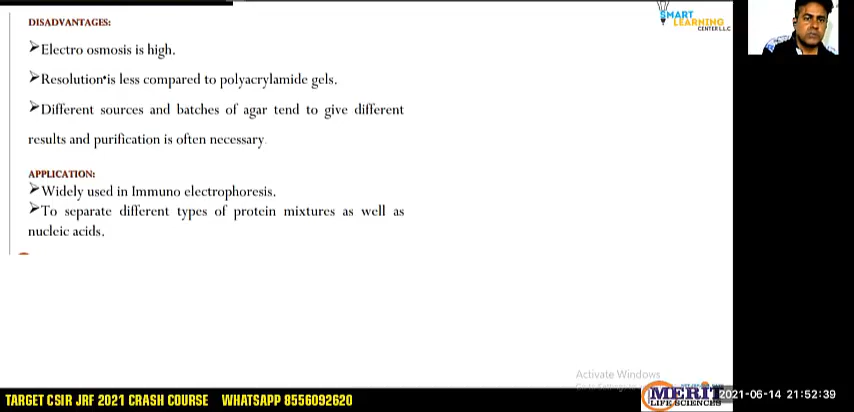 DISADVANTAGES:
➢Electro osmosis is high.
➢Resolution is less compared to polyacrylamide gels.
➢Different sources and batches of agar tend to give different
results and purification is often necessary.
APPLICATION:
➢Widely used in Immuno electrophoresis.
➢To separate different types of protein mixtures as well as
nucleic acids.
SMART
LEARNING
CENTER LLC
Activate Windows
MERIT
LIFE SCIENCES
2021-06-14 21:52:39
TARGET CSIR JRF 2021 CRASH COURSE WHATSAPP 8556092620